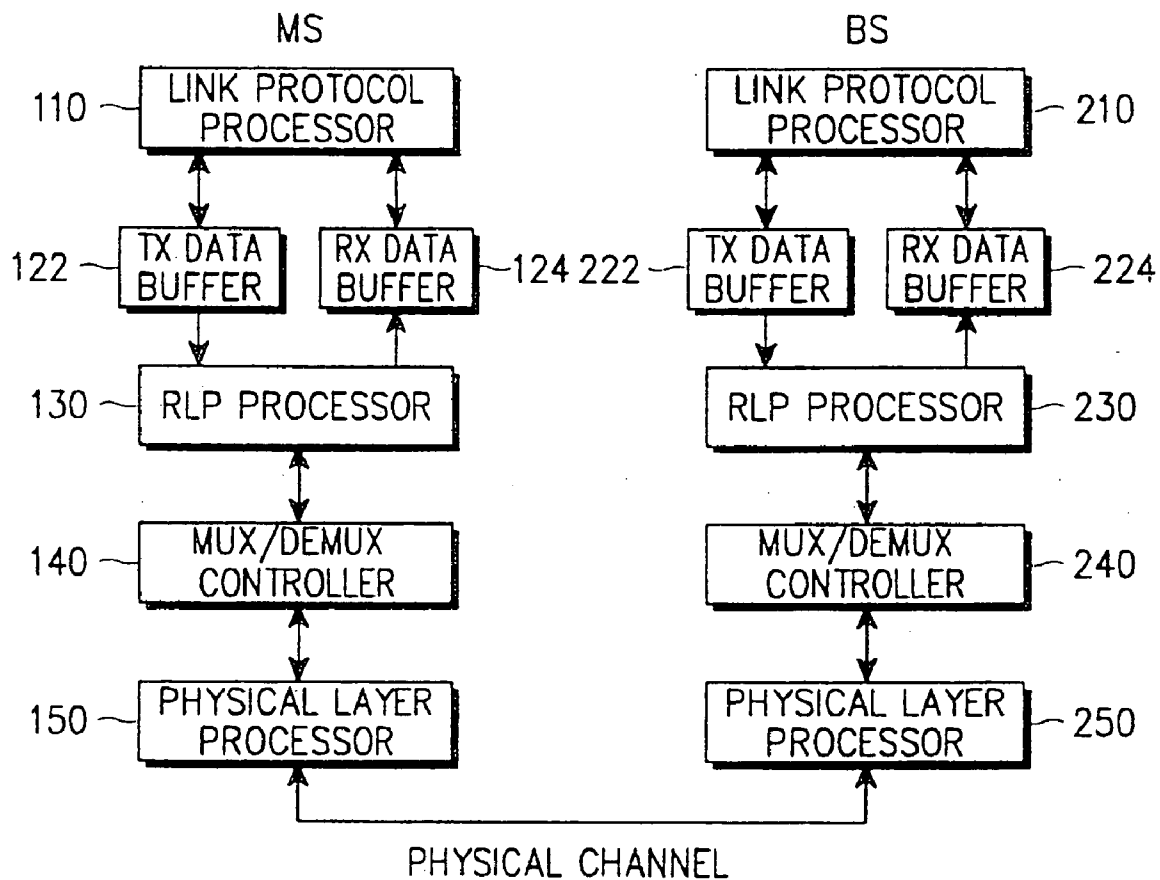 MS
BS
110
LINK PROTOCOL
PROCESSOR
LINK PROTOCOL
PROCESSOR
210
122
TX DATA
BUFFER
RX DATA
BUFFER
124
222
TX DATA
BUFFER
RX DATA
BUFFER
224
130
RLP PROCESSOR
RLP PROCESSOR
230
140
MUX/DEMUX
CONTROLLER
MUX/DEMUX
CONTROLLER
240
150
PHYSICAL LAYER
PROCESSOR
PHYSICAL LAYER
PROCESSOR
250
PHYSICAL CHANNEL